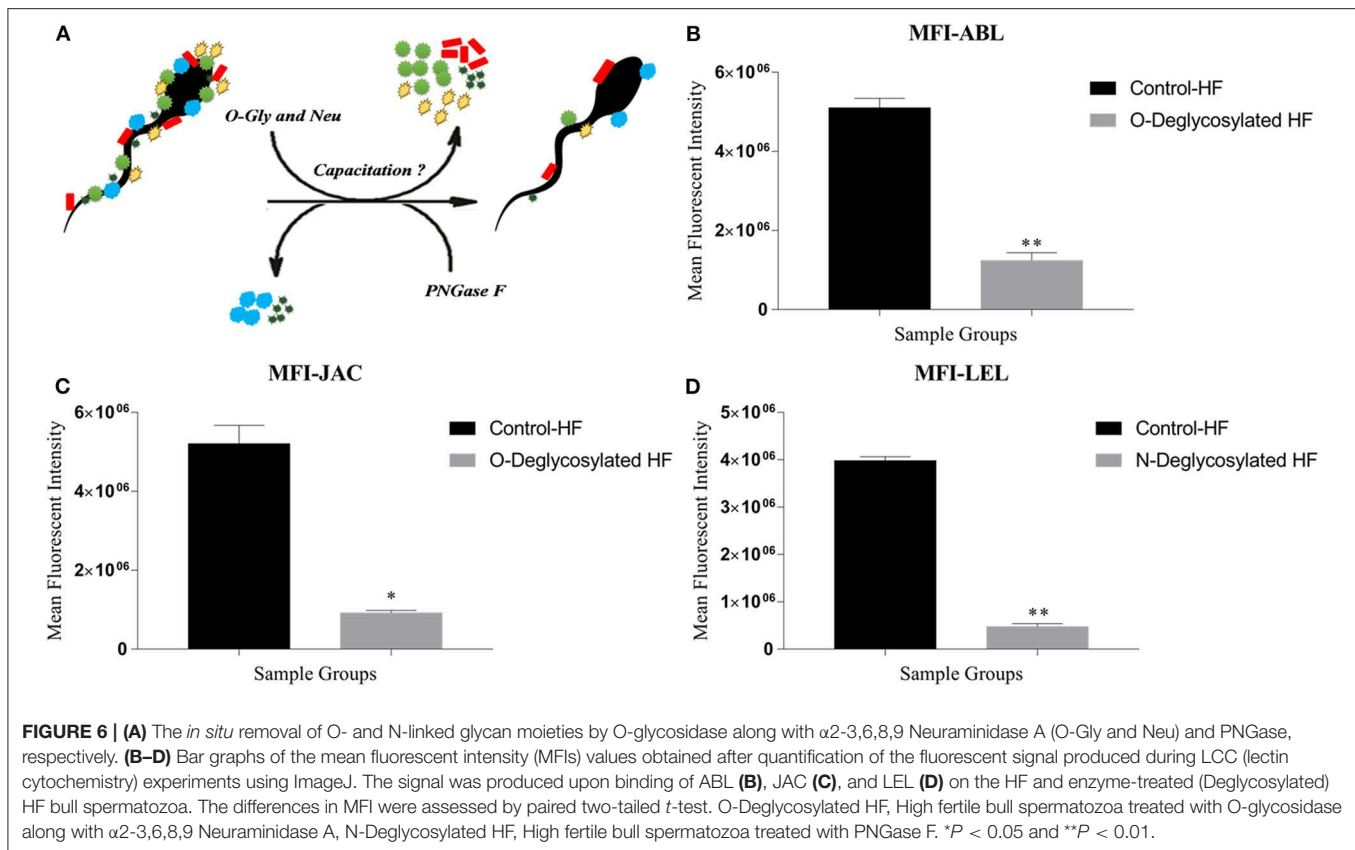 A
O-Gly and Neu
Capacitation ?
PNGase F
B
MFI-ABL
Mean Fluorescent Intensity
6×10⁰⁶
4×10⁰⁶
2×10⁰⁶
0
**
Sample Groups
Control-HF
O-Deglycosylated HF
C
MFI-JAC
Mean Fluorescent Intensity
6×10⁰⁶
4×10⁰⁶
2×10⁰⁶
0
*
Sample Groups
Control-HF
O-Deglycosylated HF
D
MFI-LEL
Mean Fluorescent Intensity
5×10⁰⁶
4×10⁰⁶
3×10⁰⁶
2×10⁰⁶
1×10⁰⁶
0
**
Sample Groups
Control-HF
N-Deglycosylated HF
FIGURE 6 | (A) The in situ removal of O- and N-linked glycan moieties by O-glycosidase along with α2-3,6,8,9 Neuraminidase A (O-Gly and Neu) and PNGase,
respectively. (B–D) Bar graphs of the mean fluorescent intensity (MFIs) values obtained after quantification of the fluorescent signal produced during LCC (lectin
cytochemistry) experiments using ImageJ. The signal was produced upon binding of ABL (B), JAC (C), and LEL (D) on the HF and enzyme-treated (Deglycosylated)
HF bull spermatozoa. The differences in MFI were assessed by paired two-tailed t-test. O-Deglycosylated HF, High fertile bull spermatozoa treated with O-glycosidase
along with α2-3,6,8,9 Neuraminidase A, N-Deglycosylated HF, High fertile bull spermatozoa treated with PNGase F. *P < 0.05 and **P < 0.01.